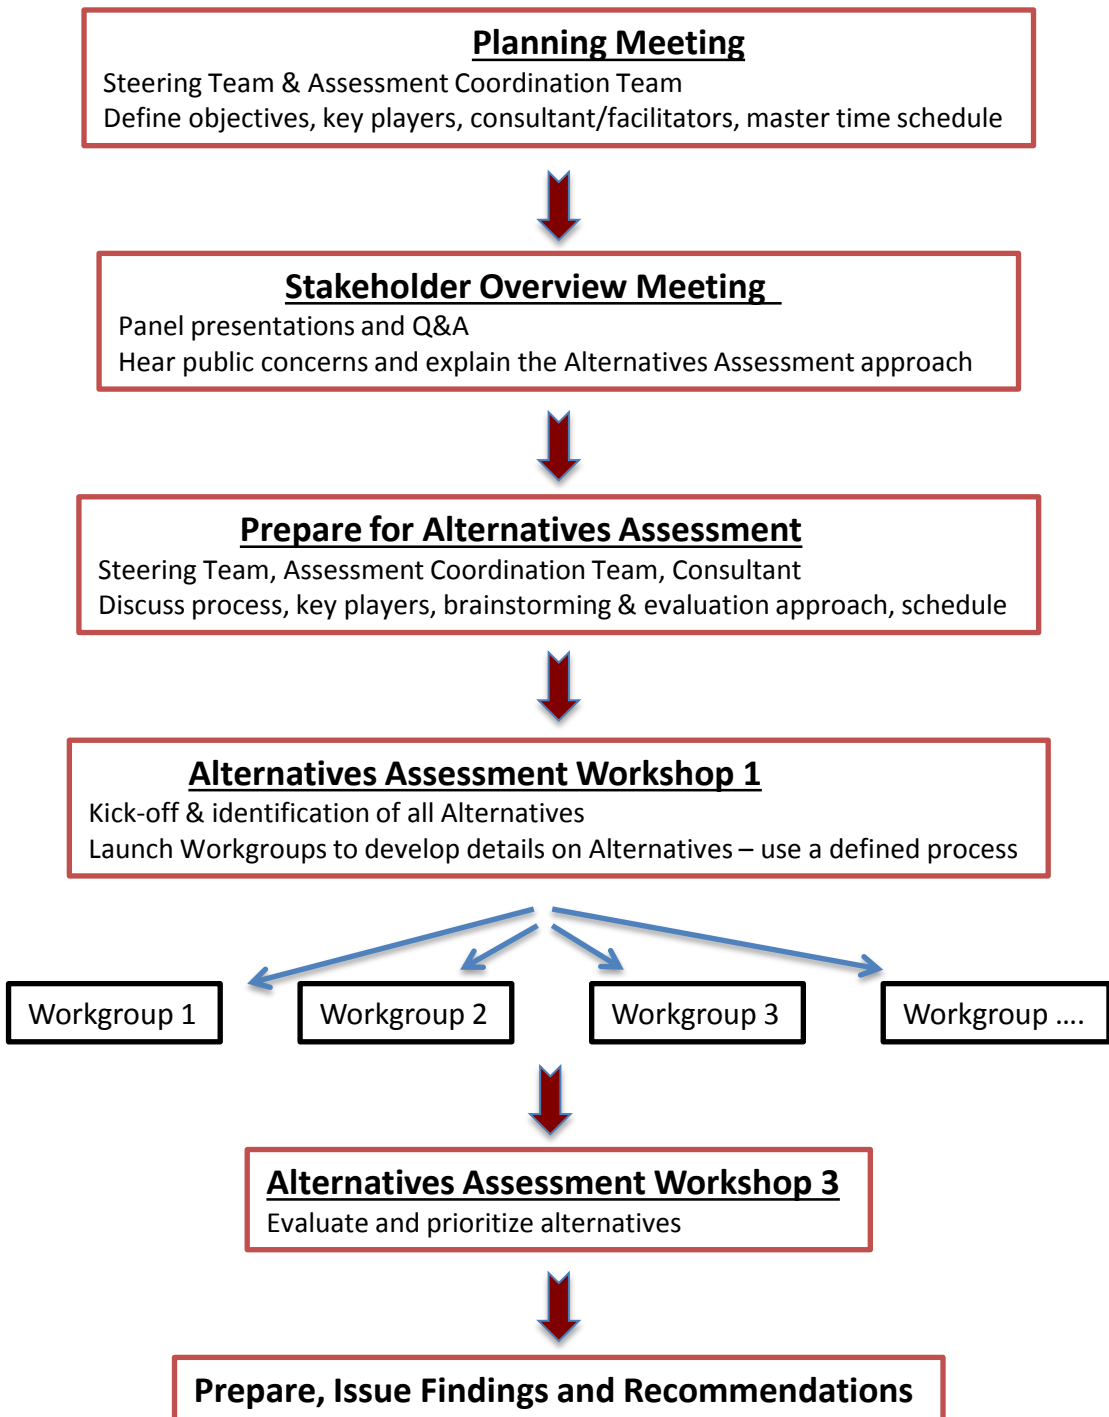 Planning Meeting
Steering Team & Assessment Coordination Team
Define objectives, key players, consultant/facilitators, master time schedule
Stakeholder Overview Meeting
Panel presentations and Q&A
Hear public concerns and explain the Alternatives Assessment approach
Prepare for Alternatives Assessment
Steering Team, Assessment Coordination Team, Consultant
Discuss process, key players, brainstorming & evaluation approach, schedule
Alternatives Assessment Workshop 1
Kick-off & identification of all Alternatives
Launch Workgroups to develop details on Alternatives – use a defined process
Workgroup 1
Workgroup 2
Workgroup 3
Workgroup ....
Alternatives Assessment Workshop 3
Evaluate and prioritize alternatives
Prepare, Issue Findings and Recommendations